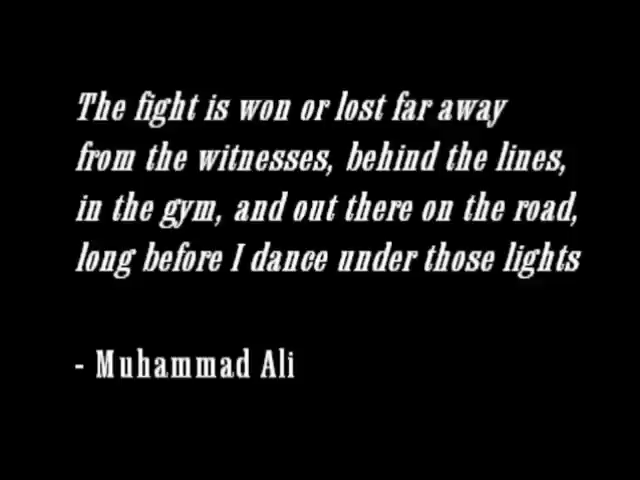 The fight is won or lost far away
from the witnesses, behind the lines,
in the gym, and out there on the road,
long before I dance under those lights
- Muhammad Ali